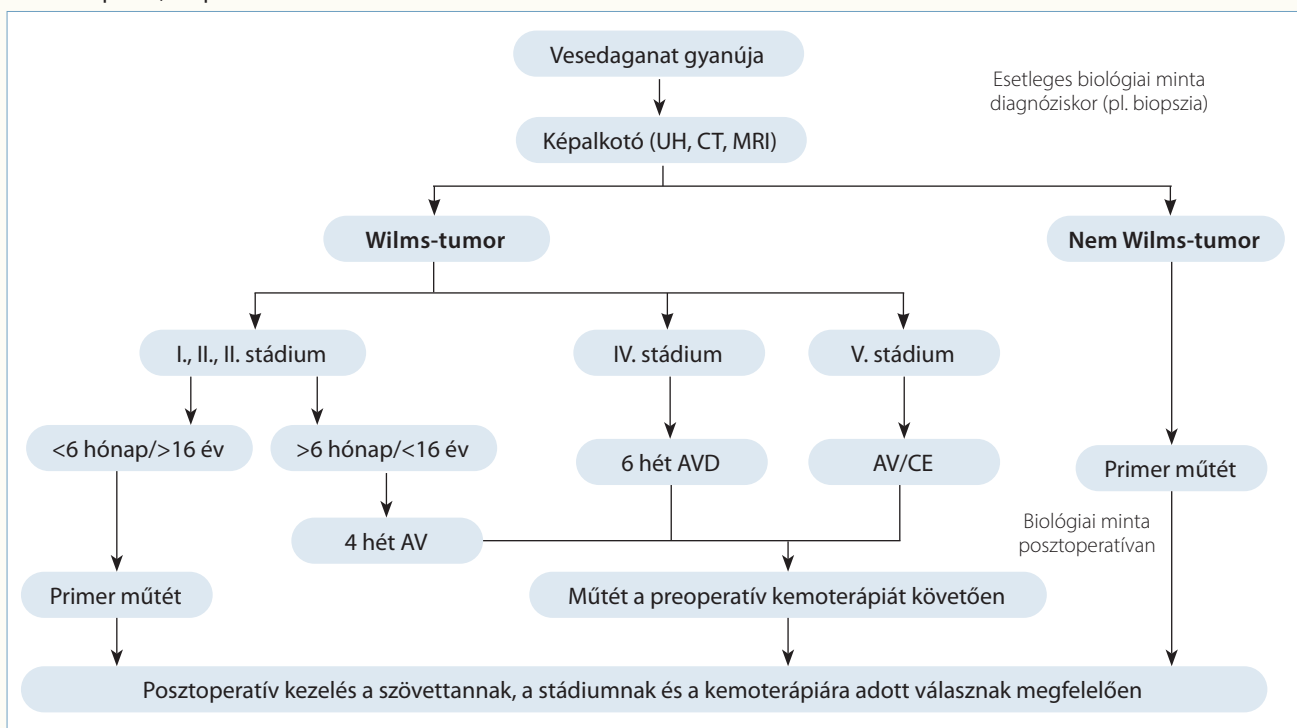 Vesedaganat gyanúja
Esetleges biológiai minta
diagnóziskor (pl. biopszia)
Képalkotó (UH, CT, MRI)
Wilms-tumor
Nem Wilms-tumor
I., II., II. stádium
IV. stádium
V. stádium
<6 hónap/>16 év
>6 hónap/<16 év
6 hét AVD
AV/CE
Primer műtét
4 hét AV
Biológiai minta
posztoperatívan
Primer műtét
Műtét a preoperatív kemoterápiát követően
Posztoperatív kezelés a szövettannak, a stádiumnak és a kemoterápiára adott válasznak megfelelően